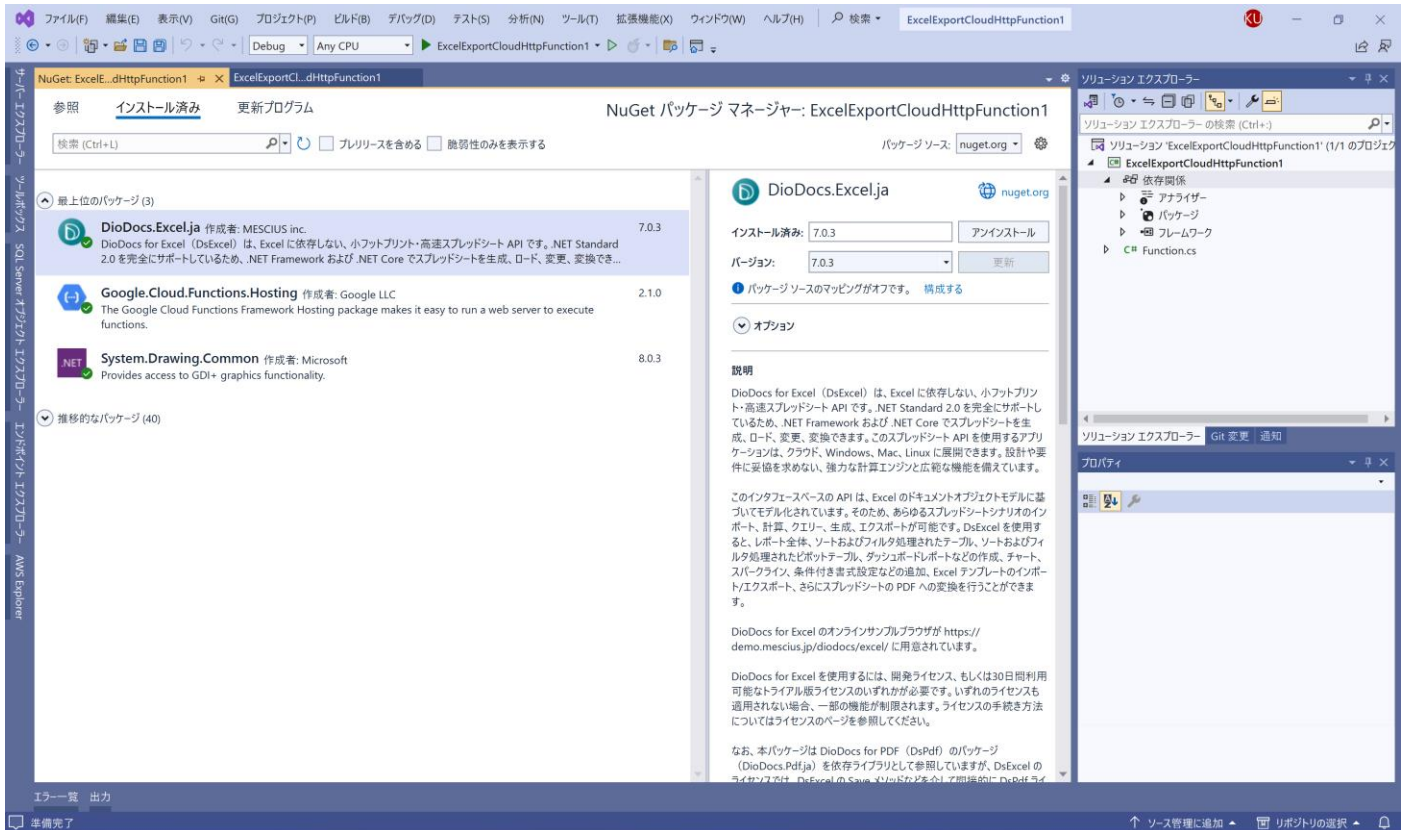 ファイル(F) 編集(E) 表示(V) Git(G) プロジェクト(P) ビルド(B) デバッグ(D) テスト(S) 分析(N) ツール(T) 拡張機能(X) ウィンドウ(W) ヘルプ(H) 検索 ExcelExportCloudHttpFunction1 KU
Debug Any CPU ExcelExportCloudHttpFunction1
サーバー エクスプローラー
ツールボックス
SQL Server オブジェクト エクスプローラー
エンドポイント エクスプローラー
AWS Explorer
NuGet: ExcelE...dHttpFunction1 ExcelExportCl...dHttpFunction1
参照 インストール済み 更新プログラム
NuGet パッケージ マネージャー: ExcelExportCloudHttpFunction1
検索 (Ctrl+L) プレリリースを含める 脆弱性のみを表示する
パッケージ ソース: nuget.org
最上位のパッケージ (3)
DioDocs.Excel.ja 作成者: MESCIUS inc. 7.0.3
DioDocs for Excel（DsExcel）は、Excel に依存しない、小フットプリント・高速スプレッドシート API です。.NET Standard
2.0 を完全にサポートしているため、.NET Framework および .NET Core でスプレッドシートを生成、ロード、変更、変換でき...
Google.Cloud.Functions.Hosting 作成者: Google LLC 2.1.0
The Google Cloud Functions Framework Hosting package makes it easy to run a web server to execute
functions.
.NET
System.Drawing.Common 作成者: Microsoft 8.0.3
Provides access to GDI+ graphics functionality.
推移的なパッケージ (40)
DioDocs.Excel.ja nuget.org
インストール済み: 7.0.3 アンインストール
バージョン: 7.0.3 更新
パッケージ ソースのマッピングがオフです。 構成する
オプション
説明
DioDocs for Excel（DsExcel）は、Excel に依存しない、小フットプリン
ト・高速スプレッドシート API です。.NET Standard 2.0 を完全にサポートし
ているため、.NET Framework および .NET Core でスプレッドシートを生
成、ロード、変更、変換できます。このスプレッドシート API を使用するアプリ
ケーションは、クラウド、Windows、Mac、Linux に展開できます。設計や要
件に妥協を求めない、強力な計算エンジンと広範な機能を備えています。
このインタフェースベースの API は、Excel のドキュメントオブジェクトモデルに基
づいてモデル化されています。そのため、あらゆるスプレッドシートシナリオのイン
ポート、計算、クエリー、生成、エクスポートが可能です。DsExcel を使用す
ると、レポート全体、ソートおよびフィルタ処理されたテーブル、ソートおよびフィ
ルタ処理されたピボットテーブル、ダッシュボードレポートなどの作成、チャート、
スパークライン、条件付き書式設定などの追加、Excel テンプレートのインポー
ト/エクスポート、さらにスプレッドシートの PDF への変換を行うことができま
す。
DioDocs for Excel のオンラインサンプルブラウザが https://
demo.mescius.jp/diodocs/excel/ に用意されています。
DioDocs for Excel を使用するには、開発ライセンス、もしくは30日間利用
可能なトライアル版ライセンスのいずれかが必要です。いずれのライセンスも
適用されない場合、一部の機能が制限されます。ライセンスの手続き方法
についてはライセンスのページを参照してください。
なお、本パッケージは DioDocs for PDF（DsPdf）のパッケージ
（DioDocs.Pdf.ja）を依存ライブラリとして参照していますが、DsExcel の
ライセンスでは、DsExcel の Save メソッドなどを介して間接的に DsPdf ライ
ソリューション エクスプローラー
ソリューション エクスプローラー の検索 (Ctrl+:)
ソリューション 'ExcelExportCloudHttpFunction1' (1/1 のプロジェク
ExcelExportCloudHttpFunction1
依存関係
アナライザー
パッケージ
フレームワーク
C# Function.cs
ソリューション エクスプローラー Git 変更 通知
プロパティ
エラー一覧 出力
準備完了 ソース管理に追加 リポジトリの選択